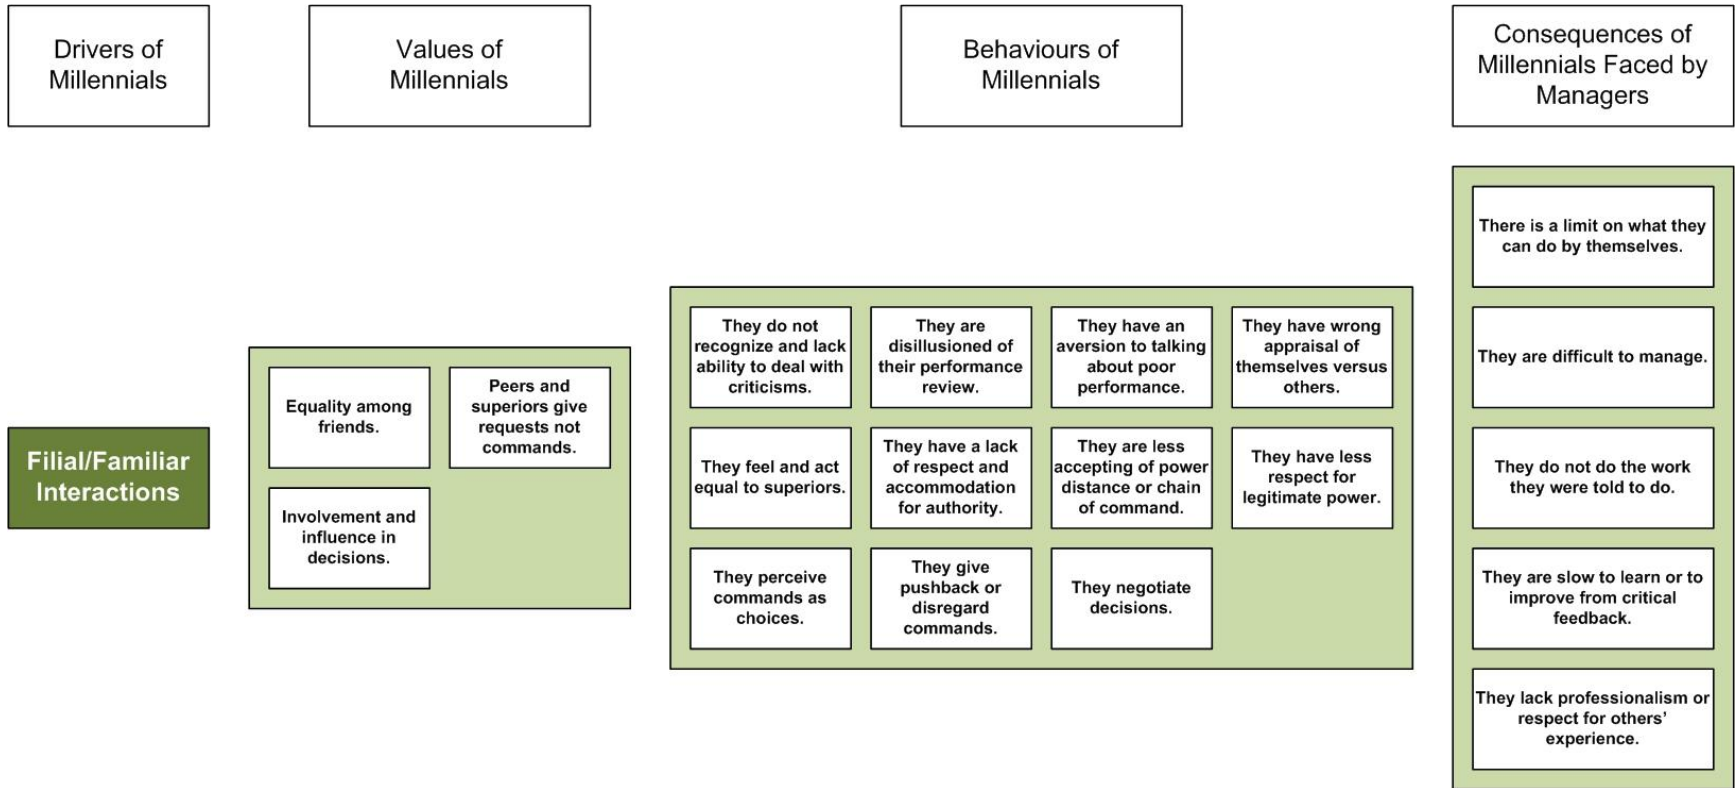 Drivers of
Millennials
Values of
Millennials
Behaviours of
Millennials
Consequences of
Millennials Faced by
Managers
Filial/Familiar
Interactions
Equality among
friends.
Peers and
superiors give
requests not
commands.
Involvement and
influence in
decisions.
They do not
recognize and lack
ability to deal with
criticisms.
They are
disillusioned of
their performance
review.
They have an
aversion to talking
about poor
performance.
They have wrong
appraisal of
themselves versus
others.
They feel and act
equal to superiors.
They have a lack
of respect and
accommodation
for authority.
They are less
accepting of power
distance or chain
of command.
They have less
respect for
legitimate power.
They perceive
commands as
choices.
They give
pushback or
disregard
commands.
They negotiate
decisions.
There is a limit on what they
can do by themselves.
They are difficult to manage.
They do not do the work
they were told to do.
They are slow to learn or to
improve from critical
feedback.
They lack professionalism or
respect for others’
experience.